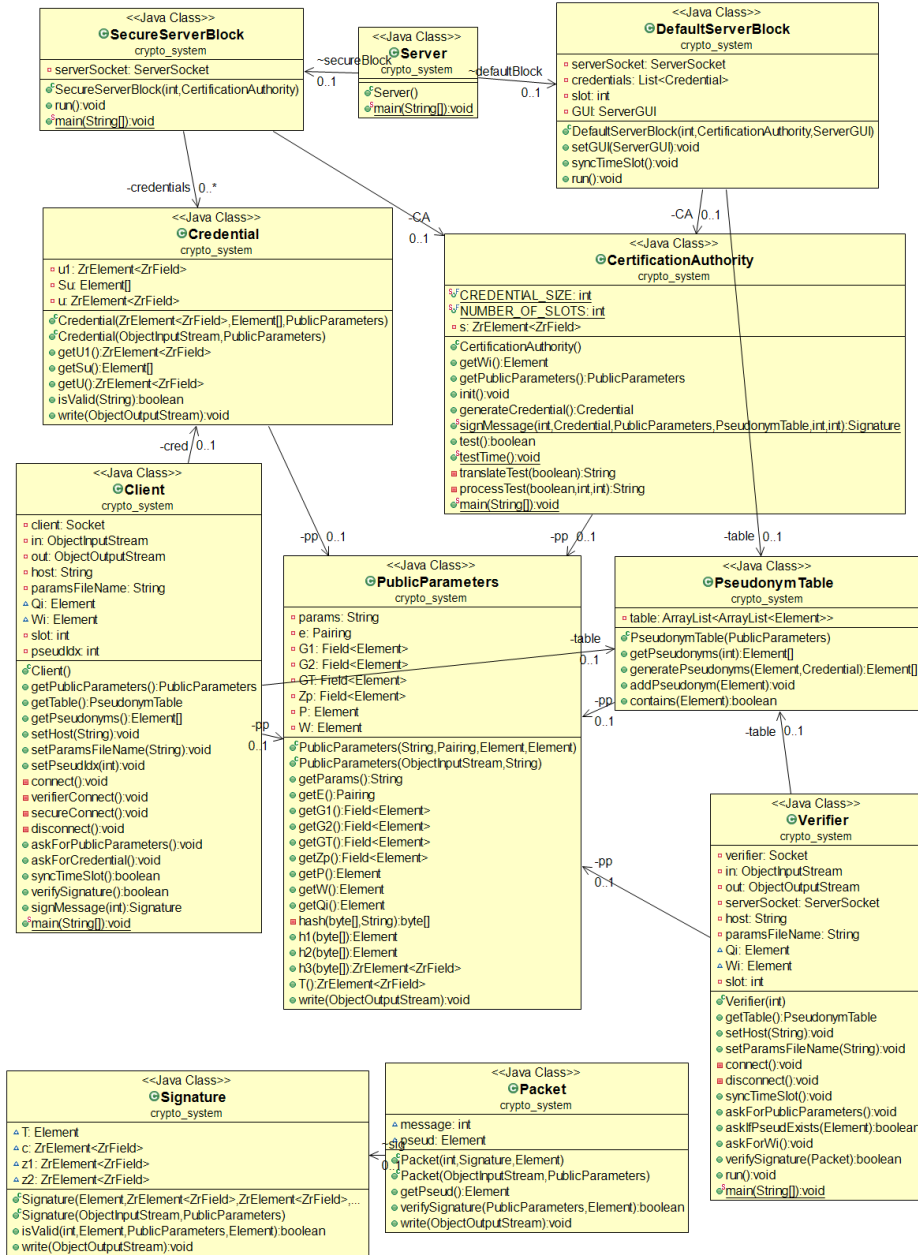 <<Java Class>>
SecureServerBlock
crypto_system
serverSocket: ServerSocket
SecureServerBlock(int,CertificationAuthority)
run():void
main(String[]):void
<<Java Class>>
Server
crypto_system
Server()
main(String[]):void
~secureBlock
0..1
~defaultBlock
0..1
<<Java Class>>
DefaultServerBlock
crypto_system
serverSocket: ServerSocket
credentials: List<Credential>
slot: int
GUI: ServerGUI
DefaultServerBlock(int,CertificationAuthority,ServerGUI)
setGUI(ServerGUI):void
syncTimeSlot():void
run():void
-credentials 0..*
-CA
0..1
-CA 0..1
<<Java Class>>
Credential
crypto_system
u1: ZrElement<ZrField>
Su: Element[]
u: ZrElement<ZrField>
Credential(ZrElement<ZrField>,Element[],PublicParameters)
Credential(ObjectInputStream,PublicParameters)
getU1():ZrElement<ZrField>
getSu():Element[]
getU():ZrElement<ZrField>
isValid(String):boolean
write(ObjectOutputStream):void
<<Java Class>>
CertificationAuthority
crypto_system
CREDENTIAL_SIZE: int
NUMBER_OF_SLOTS: int
s: ZrElement<ZrField>
CertificationAuthority()
getWi():Element
getPublicParameters():PublicParameters
init():void
generateCredential():Credential
signMessage(int,Credential,PublicParameters,PseudonymTable,int,int):Signature
test():boolean
testTime():void
translateTest(boolean):String
processTest(boolean,int,int):String
main(String[]):void
-cred 0..1
-pp 0..1
-pp 0..1
-table 0..1
<<Java Class>>
Client
crypto_system
client: Socket
in: ObjectInputStream
out: ObjectOutputStream
host: String
paramsFileName: String
Qi: Element
Wi: Element
slot: int
pseudIdx: int
Client()
getPublicParameters():PublicParameters
getTable():PseudonymTable
getPseudonyms():Element[]
setHost(String):void
setParamsFileName(String):void
setPseudIdx(int):void
connect():void
verifierConnect():void
secureConnect():void
disconnect():void
askForPublicParameters():void
askForCredential():void
syncTimeSlot():boolean
verifySignature():boolean
signMessage(int):Signature
main(String[]):void
-pp
0..1
<<Java Class>>
PublicParameters
crypto_system
params: String
e: Pairing
G1: Field<Element>
G2: Field<Element>
GT: Field<Element>
Zp: Field<Element>
P: Element
W: Element
PublicParameters(String,Pairing,Element,Element)
PublicParameters(ObjectInputStream,String)
getParams():String
getE():Pairing
getG1():Field<Element>
getG2():Field<Element>
getGT():Field<Element>
getZp():Field<Element>
getP():Element
getW():Element
getQi():Element
hash(byte[],String):byte[]
h1(byte[]):Element
h2(byte[]):Element
h3(byte[]):ZrElement<ZrField>
T():ZrElement<ZrField>
write(ObjectOutputStream):void
-table
0..1
-pp
0..1
<<Java Class>>
PseudonymTable
crypto_system
table: ArrayList<ArrayList<Element>>
PseudonymTable(PublicParameters)
getPseudonyms(int):Element[]
generatePseudonyms(Element,Credential):Element[]
addPseudonym(Element):void
contains(Element):boolean
-table 0..1
-pp
0..1
<<Java Class>>
Verifier
crypto_system
verifier: Socket
in: ObjectInputStream
out: ObjectOutputStream
serverSocket: ServerSocket
host: String
paramsFileName: String
Qi: Element
Wi: Element
slot: int
Verifier(int)
getTable():PseudonymTable
setHost(String):void
setParamsFileName(String):void
connect():void
disconnect():void
syncTimeSlot():void
askForPublicParameters():void
askIfPseudExists(Element):boolean
askForWi():void
verifySignature(Packet):boolean
run():void
main(String[]):void
<<Java Class>>
Signature
crypto_system
T: Element
c: ZrElement<ZrField>
z1: ZrElement<ZrField>
z2: ZrElement<ZrField>
Signature(Element,ZrElement<ZrField>,ZrElement<ZrField>,...
Signature(ObjectInputStream,PublicParameters)
isValid(int,Element,PublicParameters,Element):boolean
write(ObjectOutputStream):void
~sig
0..1
<<Java Class>>
Packet
crypto_system
message: int
pseud: Element
Packet(int,Signature,Element)
Packet(ObjectInputStream,PublicParameters)
getPseud():Element
verifySignature(PublicParameters,Element):boolean
write(ObjectOutputStream):void